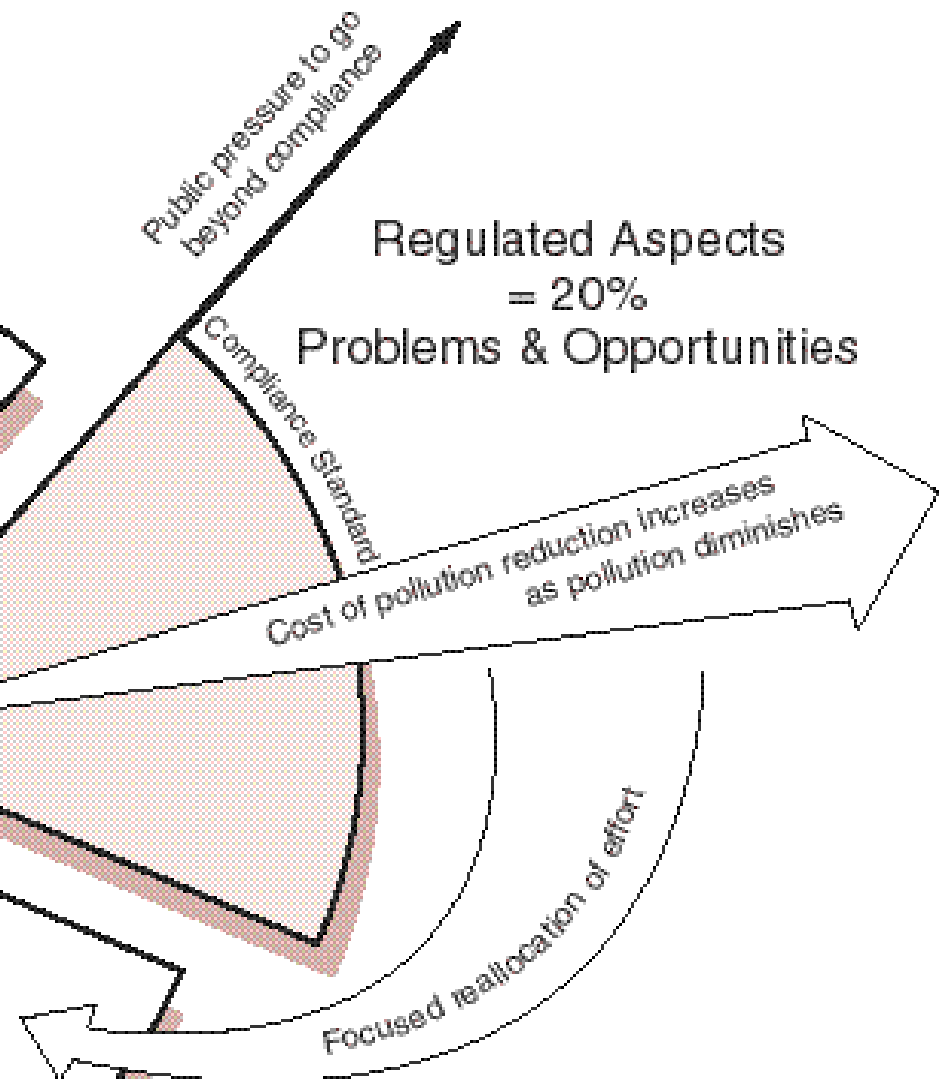 Public pressure to go
beyond compliance
Regulated Aspects
= 20%
Problems & Opportunities
Compliance Standard
Cost of pollution reduction increases
as pollution diminishes
Focused reallocation of effort